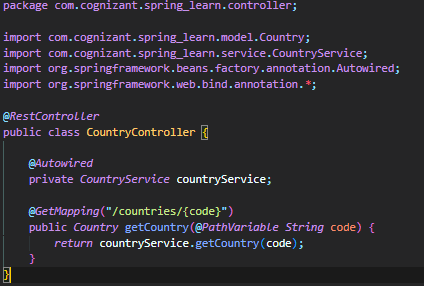 package com.cognizant.spring_learn.controller;
import com.cognizant.spring_learn.model.Country;
import com.cognizant.spring_learn.service.CountryService;
import org.springframework.beans.factory.annotation.Autowired;
import org.springframework.web.bind.annotation.*;
@RestController
public class CountryController {
@Autowired
private CountryService countryService;
@GetMapping("/countries/{code}")
public Country getCountry(@PathVariable String code) {
return countryService.getCountry(code);
}
}